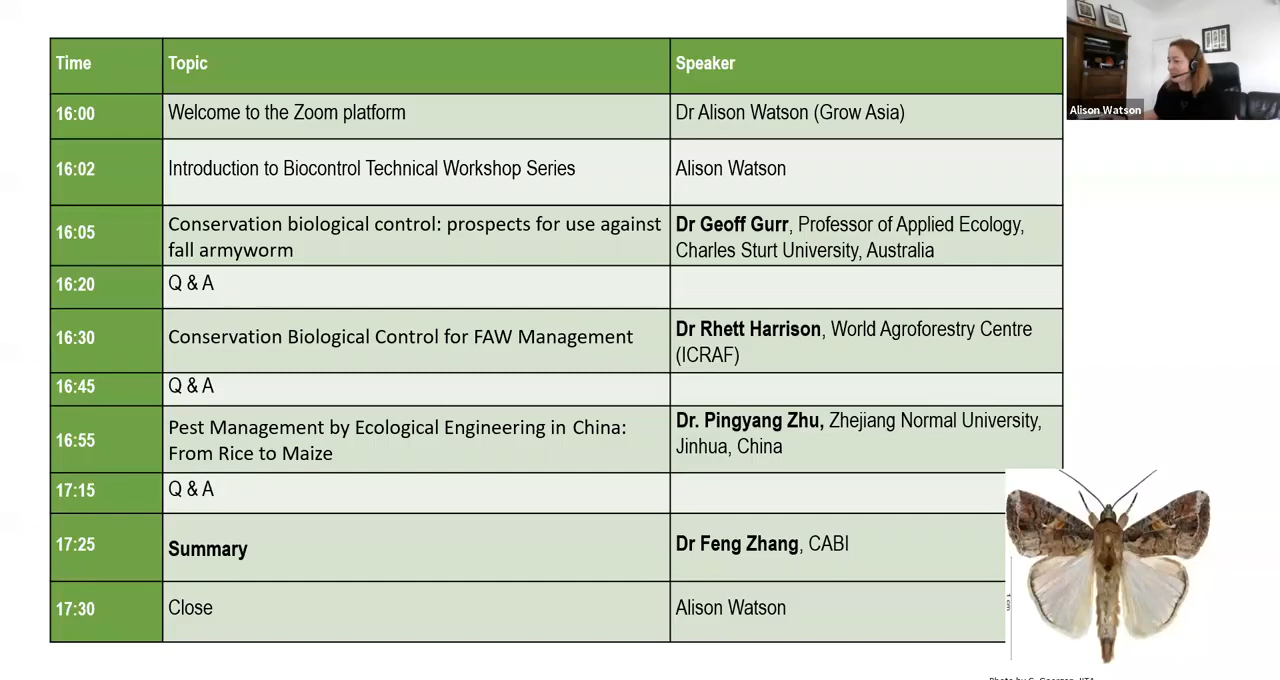 Time Topic Speaker
16:00 Welcome to the Zoom platform Dr Alison Watson (Grow Asia)
16:02 Introduction to Biocontrol Technical Workshop Series Alison Watson
16:05 Conservation biological control: prospects for use against
fall armyworm
Dr Geoff Gurr, Professor of Applied Ecology,
Charles Sturt University, Australia
16:20 Q & A
16:30 Conservation Biological Control for FAW Management
Dr Rhett Harrison, World Agroforestry Centre
(ICRAF)
16:45 Q & A
16:55 Pest Management by Ecological Engineering in China:
From Rice to Maize
Dr. Pingyang Zhu, Zhejiang Normal University,
Jinhua, China
17:15 Q & A
17:25 Summary Dr Feng Zhang, CABI
17:30 Close Alison Watson
Alison Watson
1 cm